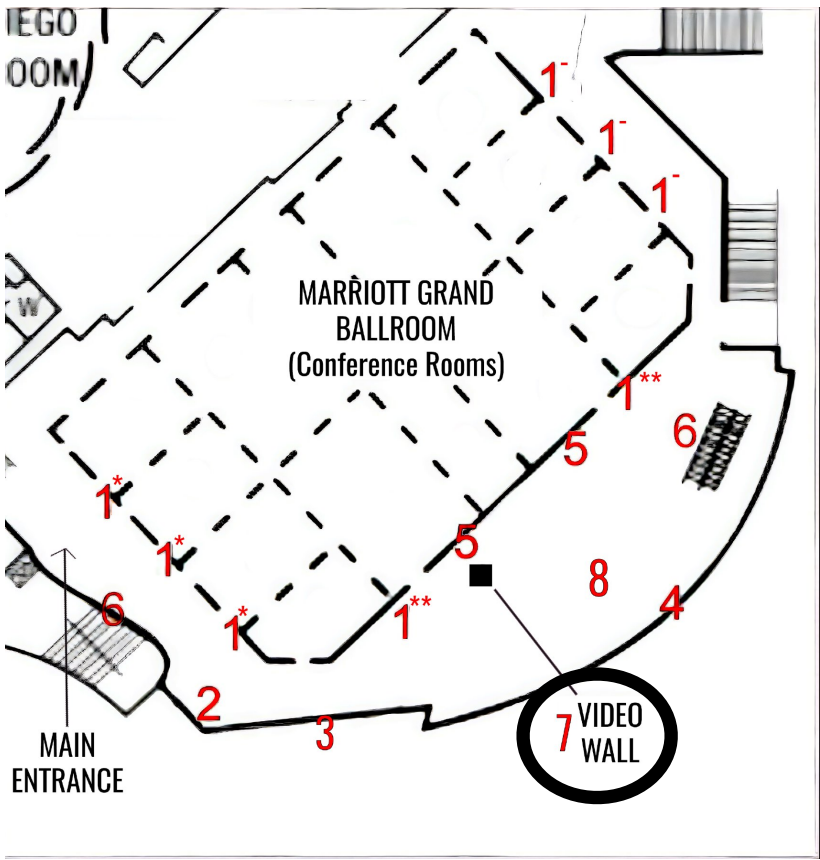 IEGO
OOM
1-
1-
1-
W
MARRIOTT GRAND
BALLROOM
(Conference Rooms)
1**
5
6
1*
1*
5
8
6
1**
4
1*
2
3
7 VIDEO
WALL
MAIN
ENTRANCE